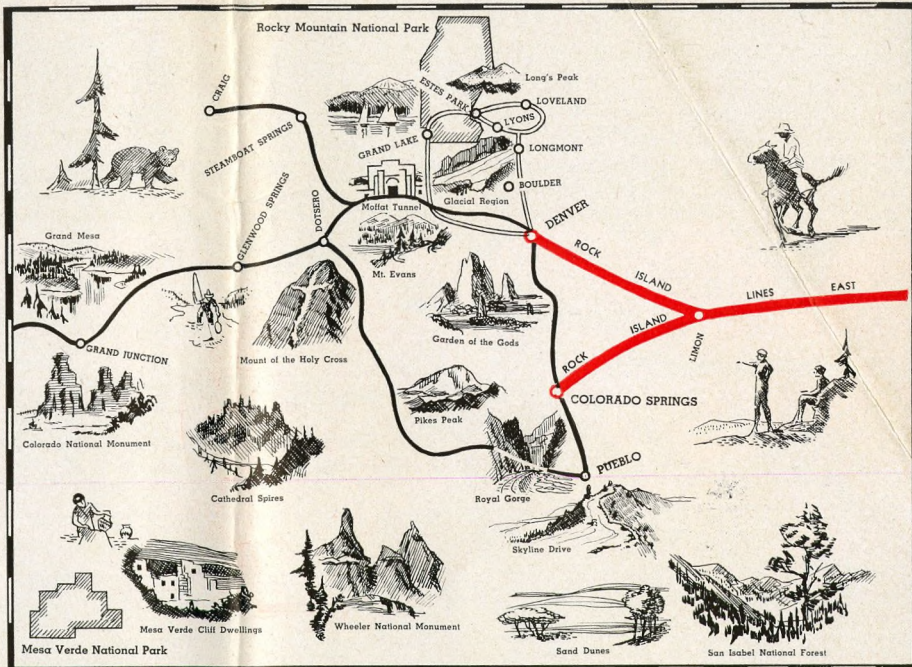 Rocky Mountain National Park
Long's Peak
CRAIG
ESTES PARK
LOVELAND
LYONS
STEAMBOAT SPRINGS
GRAND LAKE
LONGMONT
BOULDER
Moffat Tunnel
Glacial Region
GLENWOOD SPRINGS
DOTSERO
DENVER
Grand Mesa
Mt. Evans
ROCK ISLAND
LINES EAST
ROCK ISLAND
LIMON
Garden of the Gods
GRAND JUNCTION
Mount of the Holy Cross
COLORADO SPRINGS
Pikes Peak
Colorado National Monument
PUEBLO
Cathedral Spires
Royal Gorge
Skyline Drive
Mesa Verde Cliff Dwellings
Wheeler National Monument
Mesa Verde National Park
Sand Dunes
San Isabel National Forest